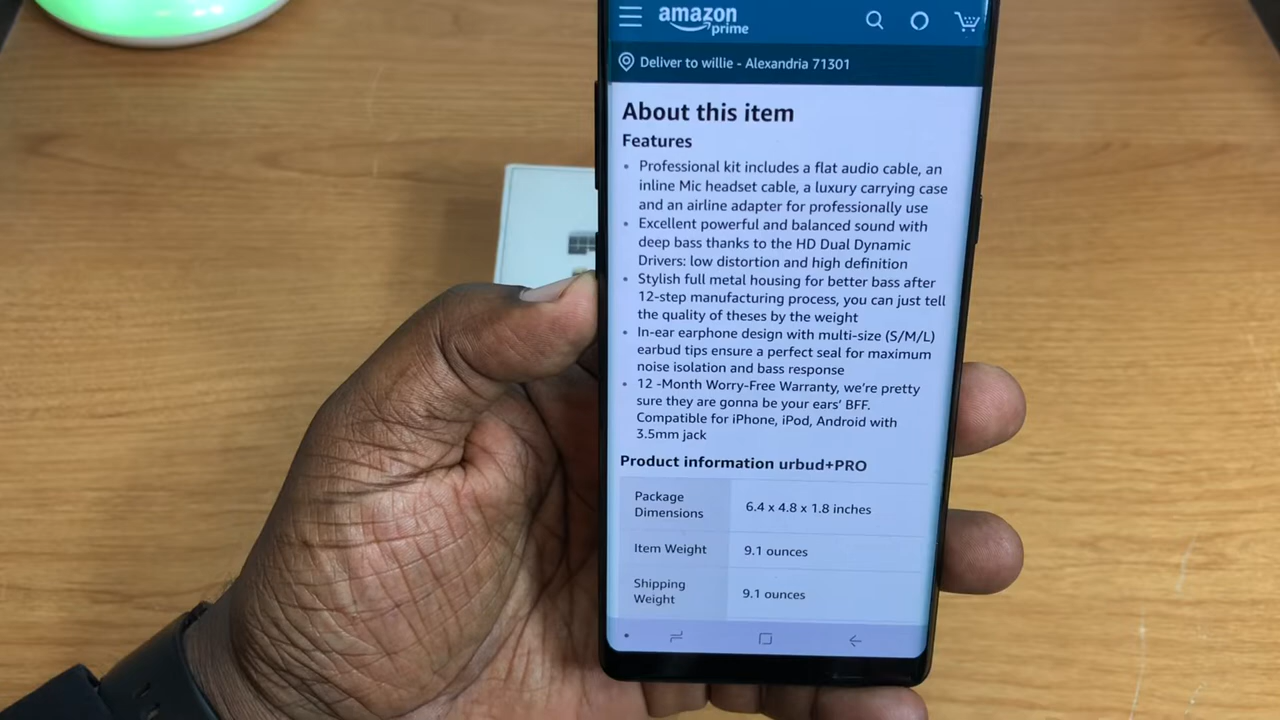 amazon
prime
Deliver to willie - Alexandria 71301
About this item
Features
• Professional kit includes a flat audio cable, an
inline Mic headset cable, a luxury carrying case
and an airline adapter for professionally use
• Excellent powerful and balanced sound with
deep bass thanks to the HD Dual Dynamic
Drivers: low distortion and high definition
• Stylish full metal housing for better bass after
12-step manufacturing process, you can just tell
the quality of theses by the weight
• In-ear earphone design with multi-size (S/M/L)
earbud tips ensure a perfect seal for maximum
noise isolation and bass response
• 12 -Month Worry-Free Warranty, we're pretty
sure they are gonna be your ears' BFF.
Compatible for iPhone, iPod, Android with
3.5mm jack
Product information urbud+PRO
Package
Dimensions
6.4 x 4.8 x 1.8 inches
Item Weight
9.1 ounces
Shipping
Weight
9.1 ounces